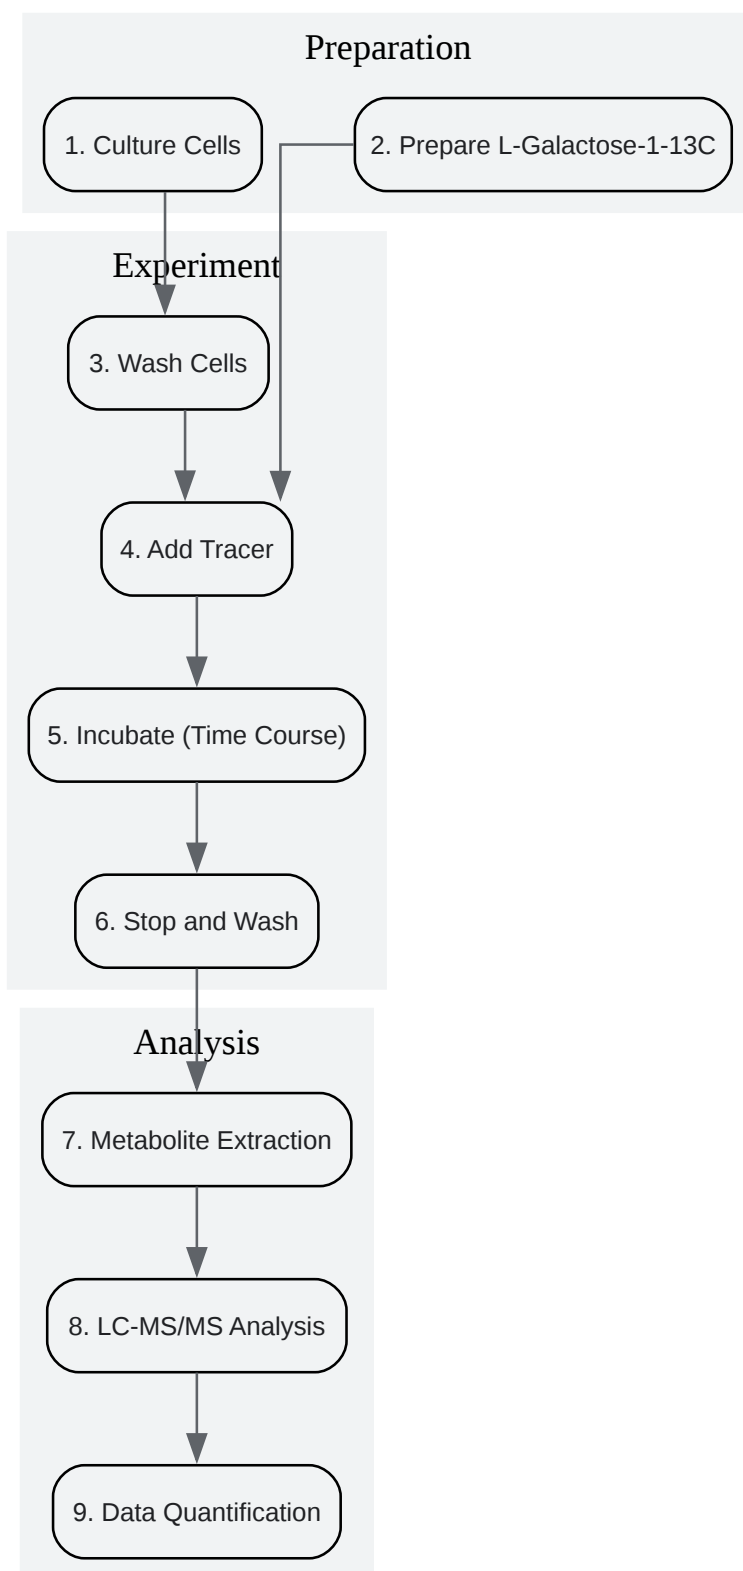 Preparation
1. Culture Cells
2. Prepare L-Galactose-1-13C
Experiment
3. Wash Cells
4. Add Tracer
5. Incubate (Time Course)
6. Stop and Wash
Analysis
7. Metabolite Extraction
8. LC-MS/MS Analysis
9. Data Quantification